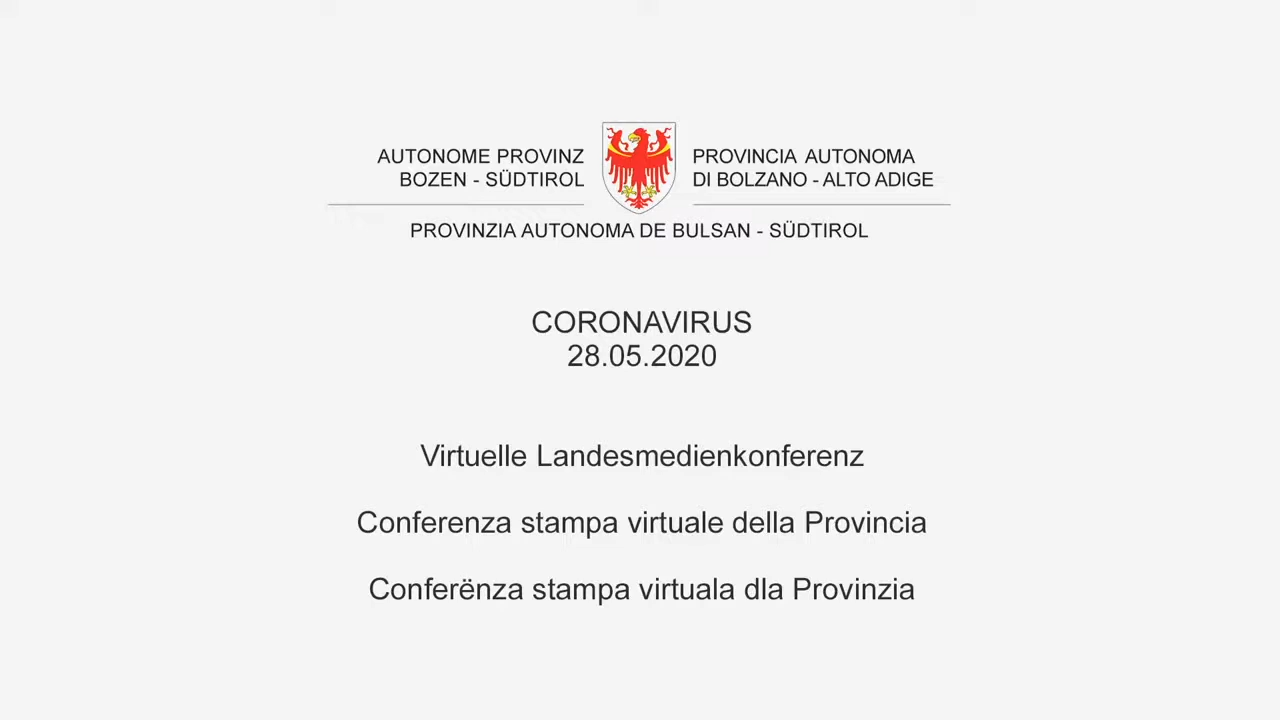 AUTONOME PROVINZ
BOZEN - SÜDTIROL
PROVINCIA AUTONOMA
DI BOLZANO - ALTO ADIGE
PROVINZIA AUTONOMA DE BULSAN - SÜDTIROL
CORONAVIRUS
28.05.2020
Virtuelle Landesmedienkonferenz
Conferenza stampa virtuale della Provincia
Conferënza stampa virtuala dla Provinzia